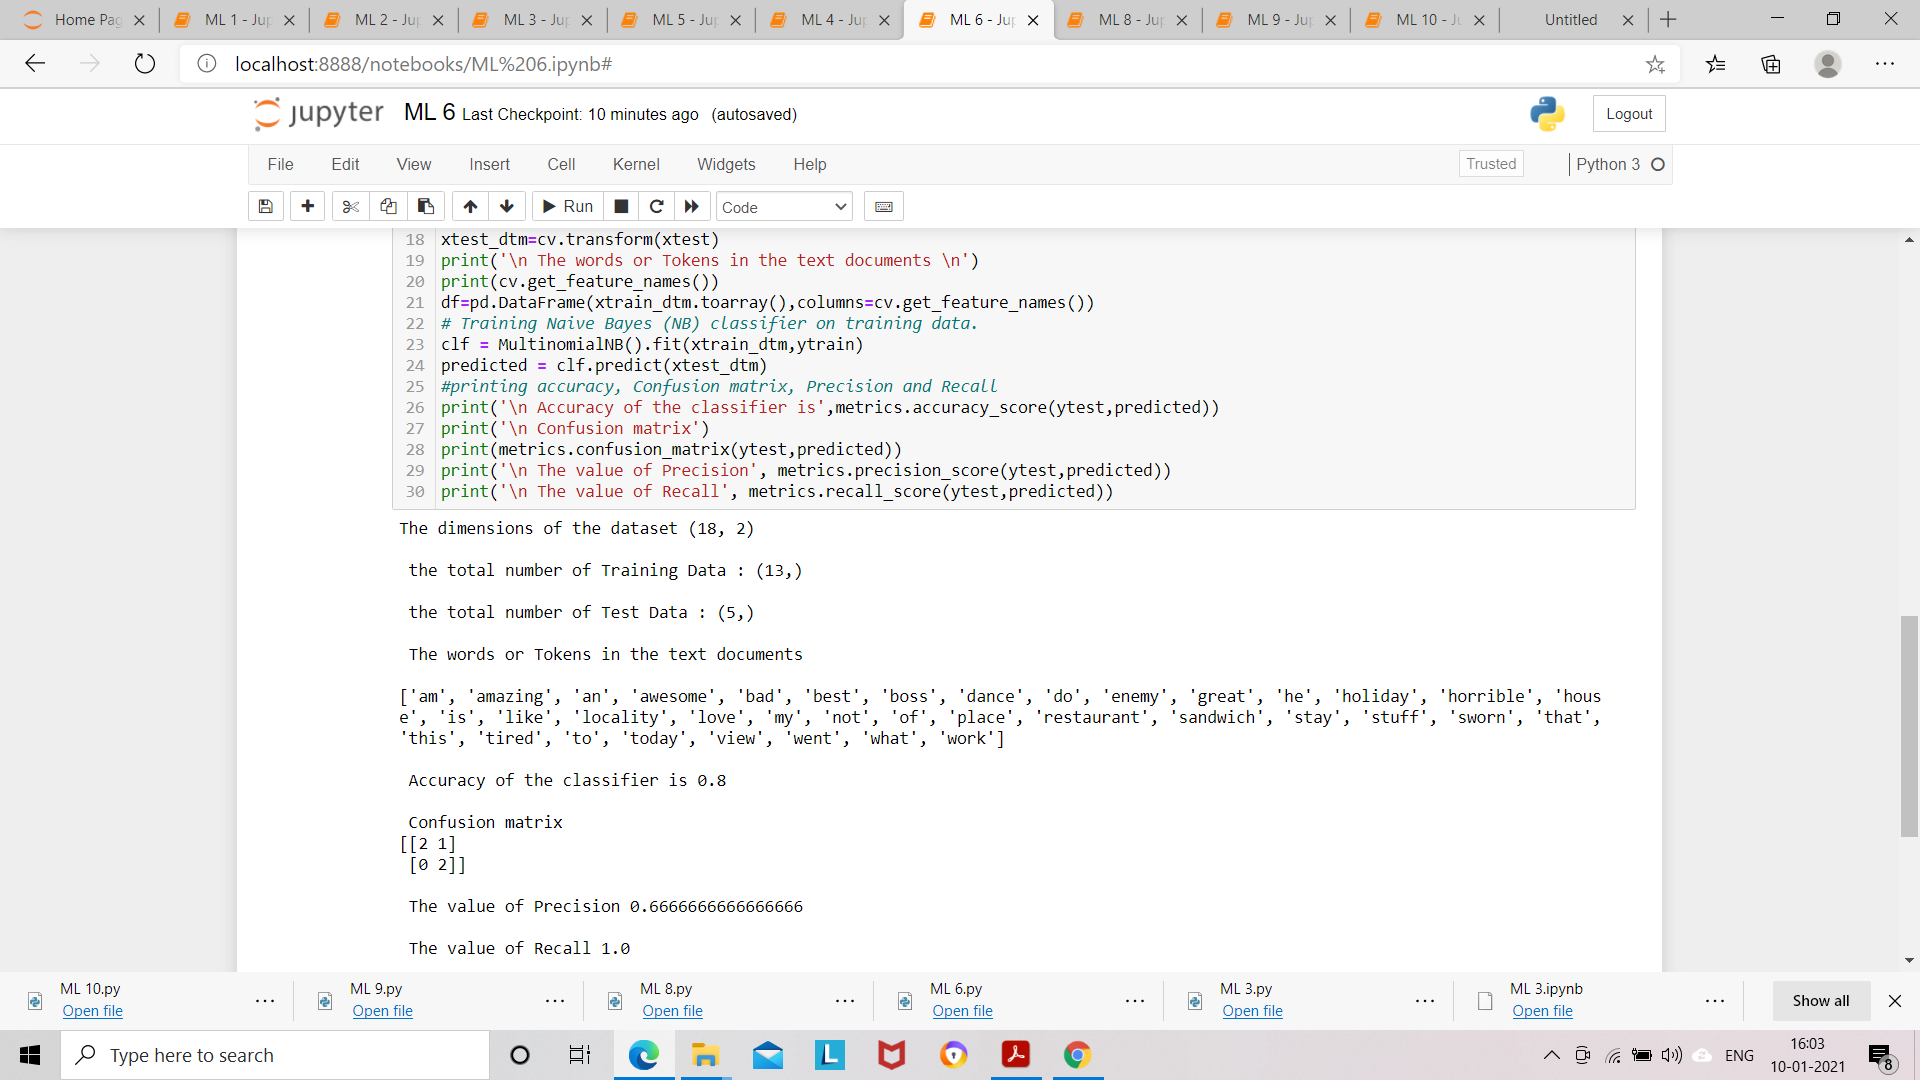 Home Pag
ML 1 - Jup
ML 2 - Jup
ML 3 - Jup
ML 5 - Jup
ML 4 - Jup
ML 6 - Jup
ML 8 - Jup
ML 9 - Jup
ML 10 - Ju
Untitled
localhost:8888/notebooks/ML%206.ipynb#
jupyter ML 6 Last Checkpoint: 10 minutes ago (autosaved)
Logout
File Edit View Insert Cell Kernel Widgets Help
Trusted
Python 3
Run
Code
18 xtest_dtm=cv.transform(xtest)
19 print('\n The words or Tokens in the text documents \n')
20 print(cv.get_feature_names())
21 df=pd.DataFrame(xtrain_dtm.toarray(),columns=cv.get_feature_names())
22 # Training Naive Bayes (NB) classifier on training data.
23 clf = MultinomialNB().fit(xtrain_dtm,ytrain)
24 predicted = clf.predict(xtest_dtm)
25 #printing accuracy, Confusion matrix, Precision and Recall
26 print('\n Accuracy of the classifier is',metrics.accuracy_score(ytest,predicted))
27 print('\n Confusion matrix')
28 print(metrics.confusion_matrix(ytest,predicted))
29 print('\n The value of Precision', metrics.precision_score(ytest,predicted))
30 print('\n The value of Recall', metrics.recall_score(ytest,predicted))
The dimensions of the dataset (18, 2)
the total number of Training Data : (13,)
the total number of Test Data : (5,)
The words or Tokens in the text documents
['am', 'amazing', 'an', 'awesome', 'bad', 'best', 'boss', 'dance', 'do', 'enemy', 'great', 'he', 'holiday', 'horrible', 'hous
e', 'is', 'like', 'locality', 'love', 'my', 'not', 'of', 'place', 'restaurant', 'sandwich', 'stay', 'stuff', 'sworn', 'that',
'this', 'tired', 'to', 'today', 'view', 'went', 'what', 'work']
Accuracy of the classifier is 0.8
Confusion matrix
[[2 1]
[0 2]]
The value of Precision 0.6666666666666666
The value of Recall 1.0
ML 10.py
Open file
ML 9.py
Open file
ML 8.py
Open file
ML 6.py
Open file
ML 3.py
Open file
ML 3.ipynb
Open file
Show all
Type here to search
L
ENG
16:03
10-01-2021
8